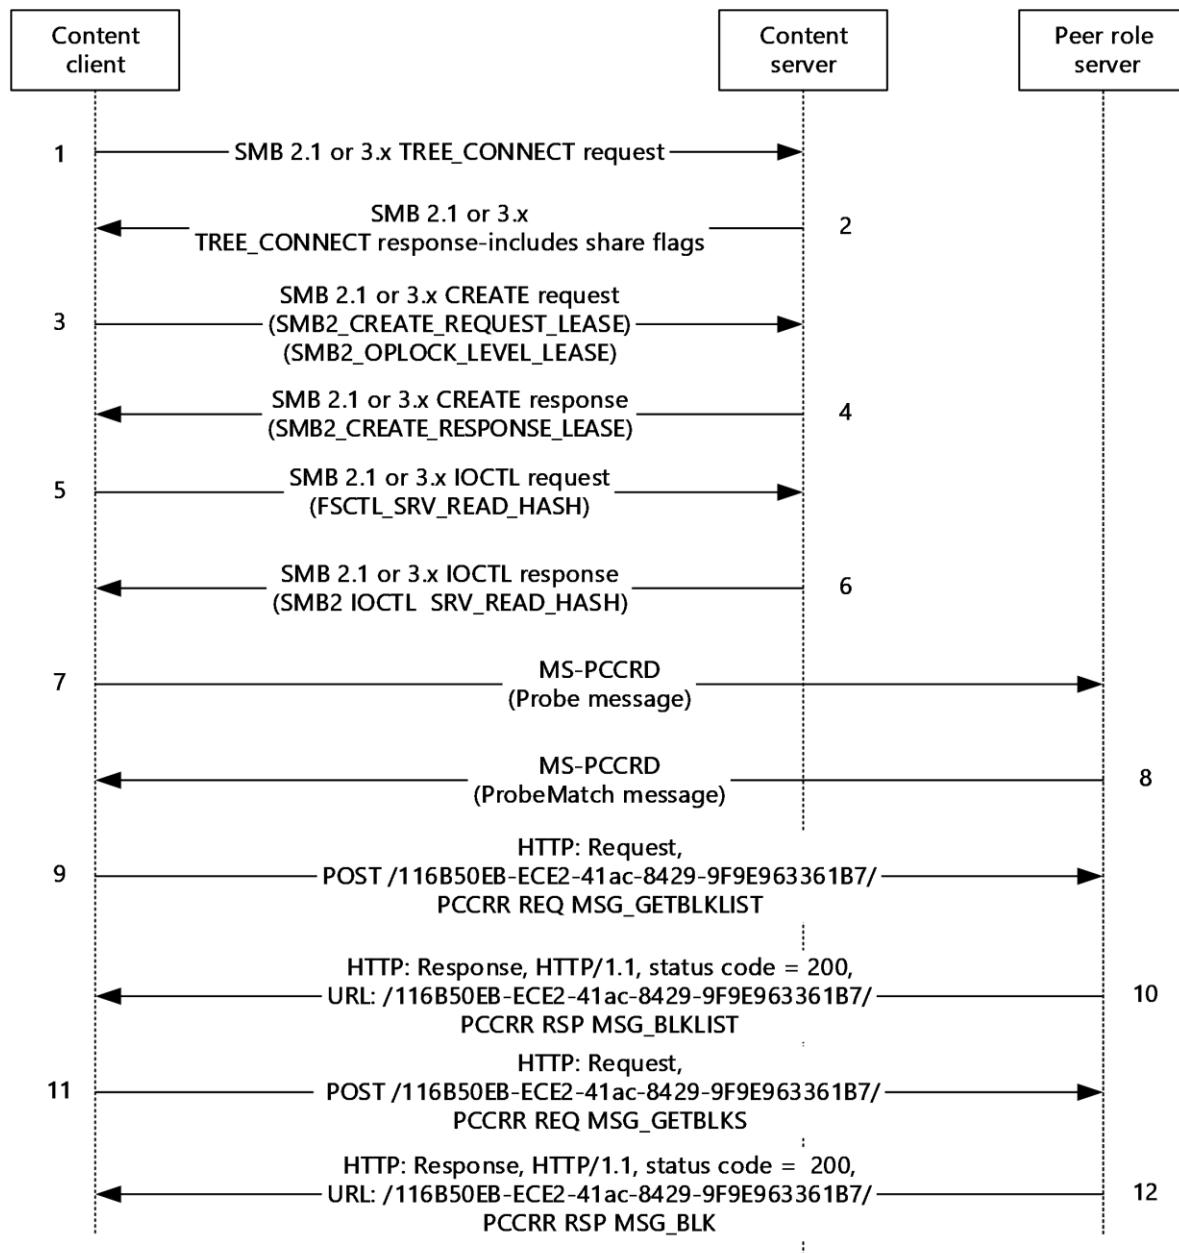 Content
client
Content
server
Peer role
server
1
SMB 2.1 or 3.x TREE_CONNECT request
SMB 2.1 or 3.x
TREE_CONNECT response-includes share flags
2
3
SMB 2.1 or 3.x CREATE request
(SMB2_CREATE_REQUEST_LEASE)
(SMB2_OPLOCK_LEVEL_LEASE)
SMB 2.1 or 3.x CREATE response
(SMB2_CREATE_RESPONSE_LEASE)
4
5
SMB 2.1 or 3.x IOCTL request
(FSCTL_SRV_READ_HASH)
SMB 2.1 or 3.x IOCTL response
(SMB2 IOCTL SRV_READ_HASH)
6
7
MS-PCCRD
(Probe message)
MS-PCCRD
(ProbeMatch message)
8
9
HTTP: Request,
POST /116B50EB-ECE2-41ac-8429-9F9E963361B7/
PCCRR REQ MSG_GETBLKLIST
HTTP: Response, HTTP/1.1, status code = 200,
URL: /116B50EB-ECE2-41ac-8429-9F9E963361B7/
PCCRR RSP MSG_BLKLIST
10
11
HTTP: Request,
POST /116B50EB-ECE2-41ac-8429-9F9E963361B7/
PCCRR REQ MSG_GETBLKS
HTTP: Response, HTTP/1.1, status code = 200,
URL: /116B50EB-ECE2-41ac-8429-9F9E963361B7/
PCCRR RSP MSG_BLK
12